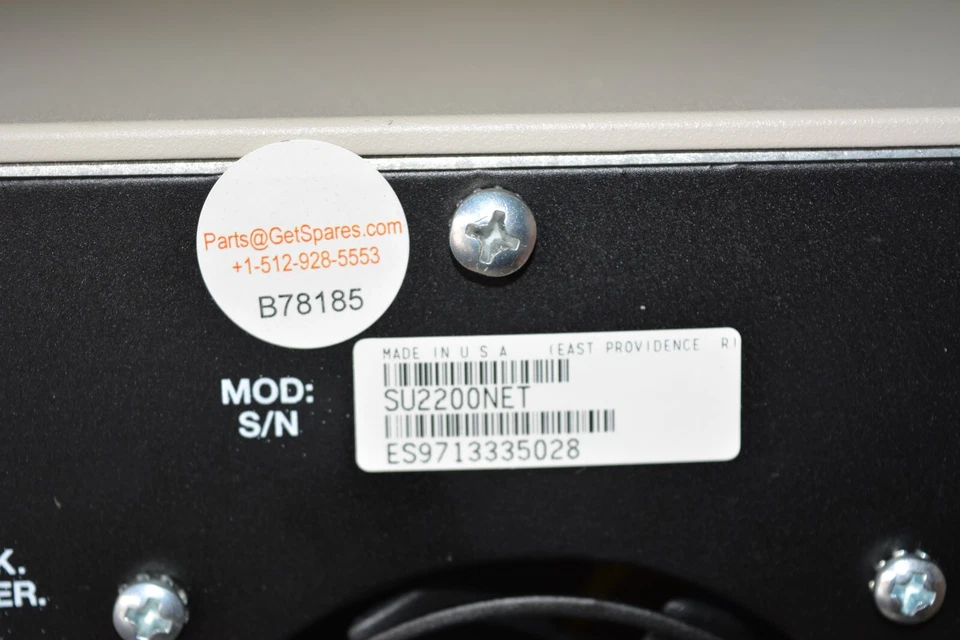 Parts@GetSpares.com
+1-512-928-5553
B78185
MOD:
S/N
MADE IN U S A (EAST PROVIDENCE RI
SU2200NET
ES9713335028
K.
ER.